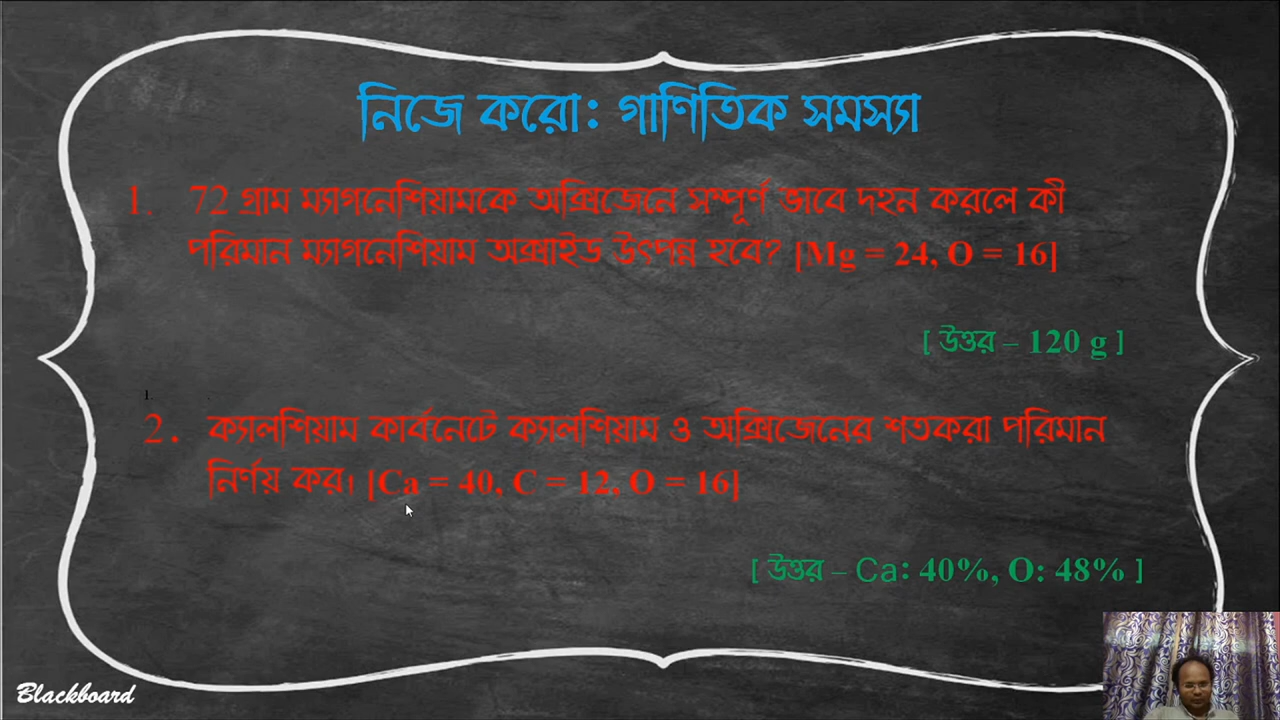 নিজে করো: গাণিতিক সমস্যা
1. 72 গ্রাম ম্যাগনেশিয়ামকে অক্সিজেনে সম্পূর্ণ ভাবে দহন করলে কী
পরিমান ম্যাগনেশিয়াম অক্সাইড উৎপন্ন হবে? [Mg = 24, O = 16]
[ উত্তর – 120 g ]
1.
2. ক্যালশিয়াম কার্বনেটে ক্যালশিয়াম ও অক্সিজেনের শতকরা পরিমান
নির্ণয় কর। [Ca = 40, C = 12, O = 16]
[ উত্তর – Ca: 40%, O: 48% ]
Blackboard